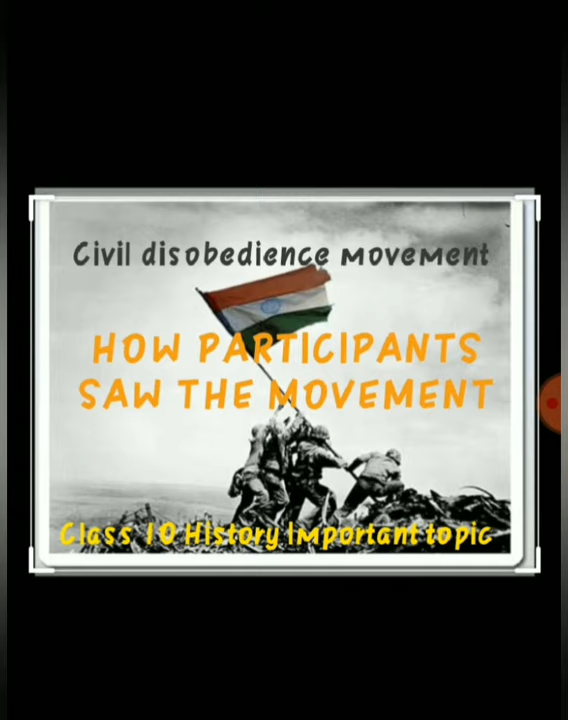 Civil disobedience movement
HOW PARTICIPANTS
SAW THE MOVEMENT
Class 10 History Important topic